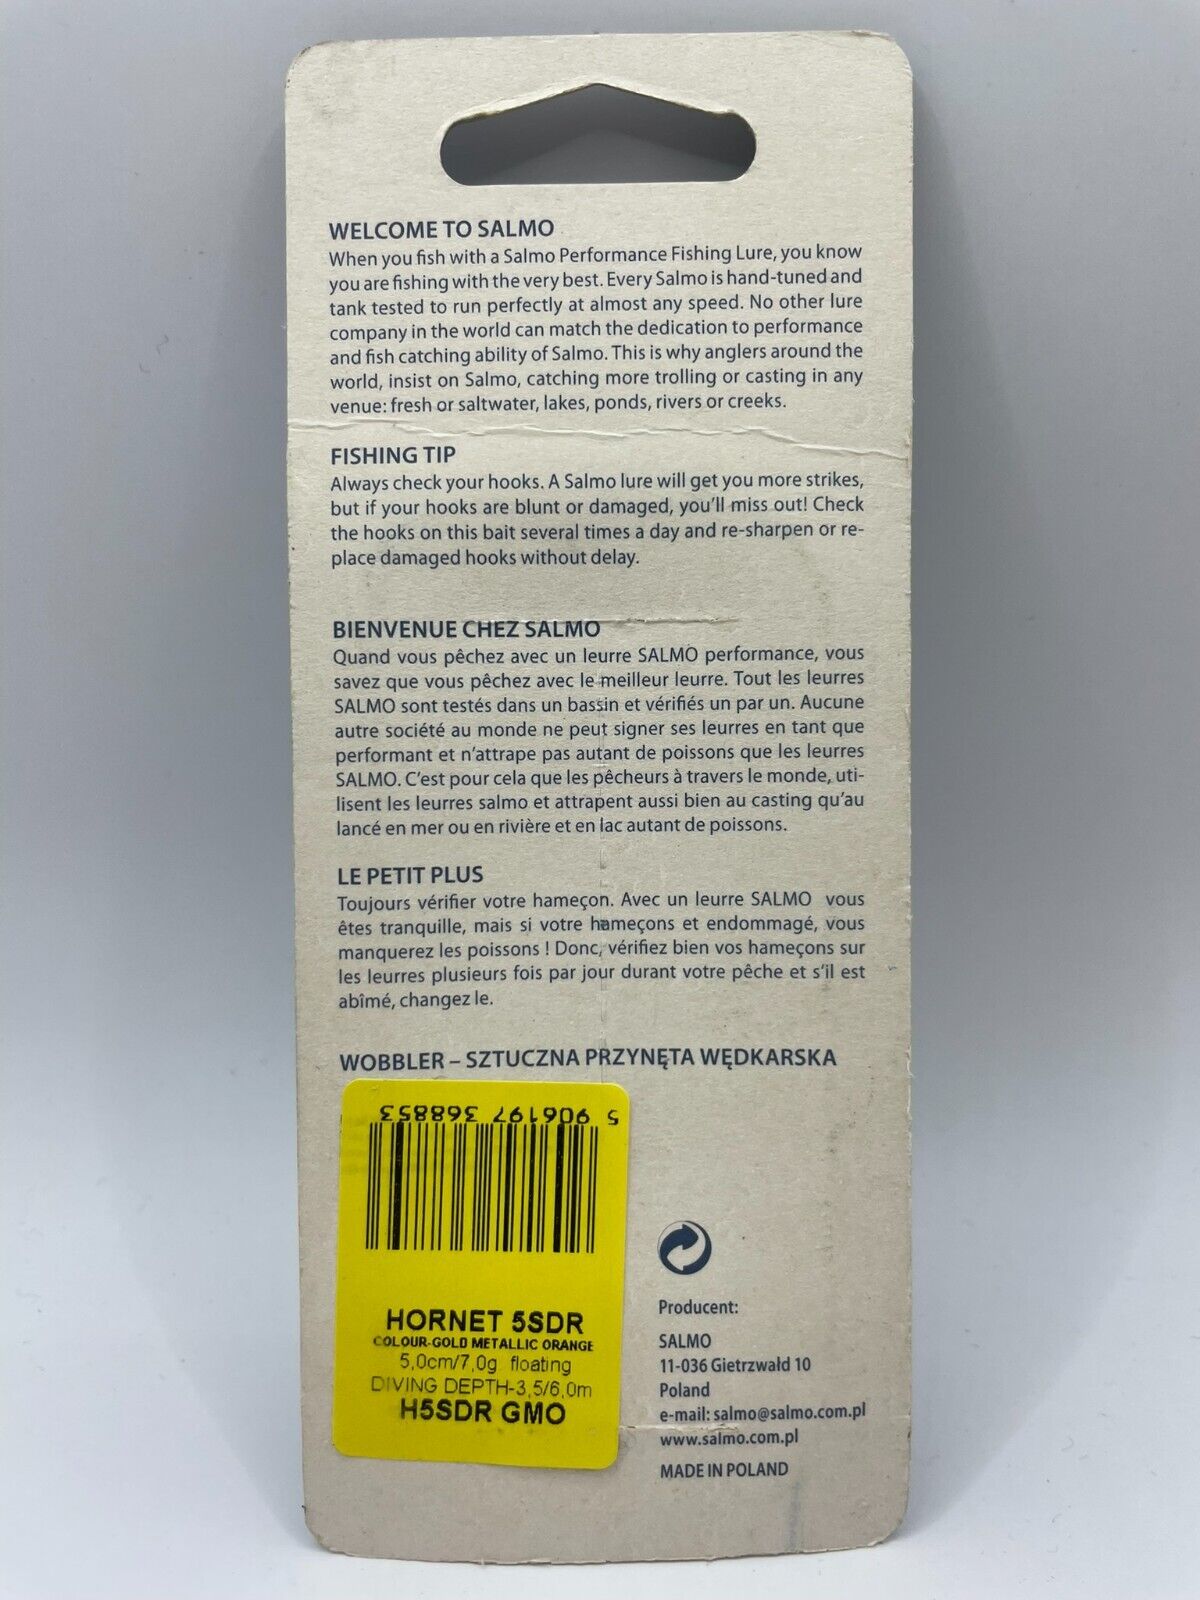 WELCOME TO SALMO
When you fish with a Salmo Performance Fishing Lure, you know
you are fishing with the very best. Every Salmo is hand-tuned and
tank tested to run perfectly at almost any speed. No other lure
company in the world can match the dedication to performance
and fish catching ability of Salmo. This is why anglers around the
world, insist on Salmo, catching more trolling or casting in any
venue: fresh or saltwater, lakes, ponds, rivers or creeks.
FISHING TIP
Always check your hooks. A Salmo lure will get you more strikes,
but if your hooks are blunt or damaged, you'll miss out! Check
the hooks on this bait several times a day and re-sharpen or re-
place damaged hooks without delay.
BIENVENUE CHEZ SALMO
Quand vous pêchez avec un leurre SALMO performance, vous
savez que vous pêchez avec le meilleur leurre. Tout les leurres
SALMO sont testés dans un bassin et vérifiés un par un. Aucune
autre société au monde ne peut signer ses leurres en tant que
performant et n'attrape pas autant de poissons que les leurres
SALMO. C'est pour cela que les pêcheurs à travers le monde, uti-
lisent les leurres salmo et attrapent aussi bien au casting qu'au
lancé en mer ou en rivière et en lac autant de poissons.
LE PETIT PLUS
Toujours vérifier votre hameçon. Avec un leurre SALMO vous
êtes tranquille, mais si votre hameçons et endommagé, vous
manquerez les poissons ! Donc, vérifiez bien vos hameçons sur
les leurres plusieurs fois par jour durant votre pêche et s'il est
abîmé, changez le.
WOBBLER – SZTUCZNA PRZYNĘTA WĘDKARSKA
5 906197 368853
HORNET 5SDR
COLOUR-GOLD METALLIC ORANGE
5,0cm/7,0g floating
DIVING DEPTH-3,5/6,0m
H5SDR GMO
Producent:
SALMO
11-036 Gietrzwałd 10
Poland
e-mail: salmo@salmo.com.pl
www.salmo.com.pl
MADE IN POLAND